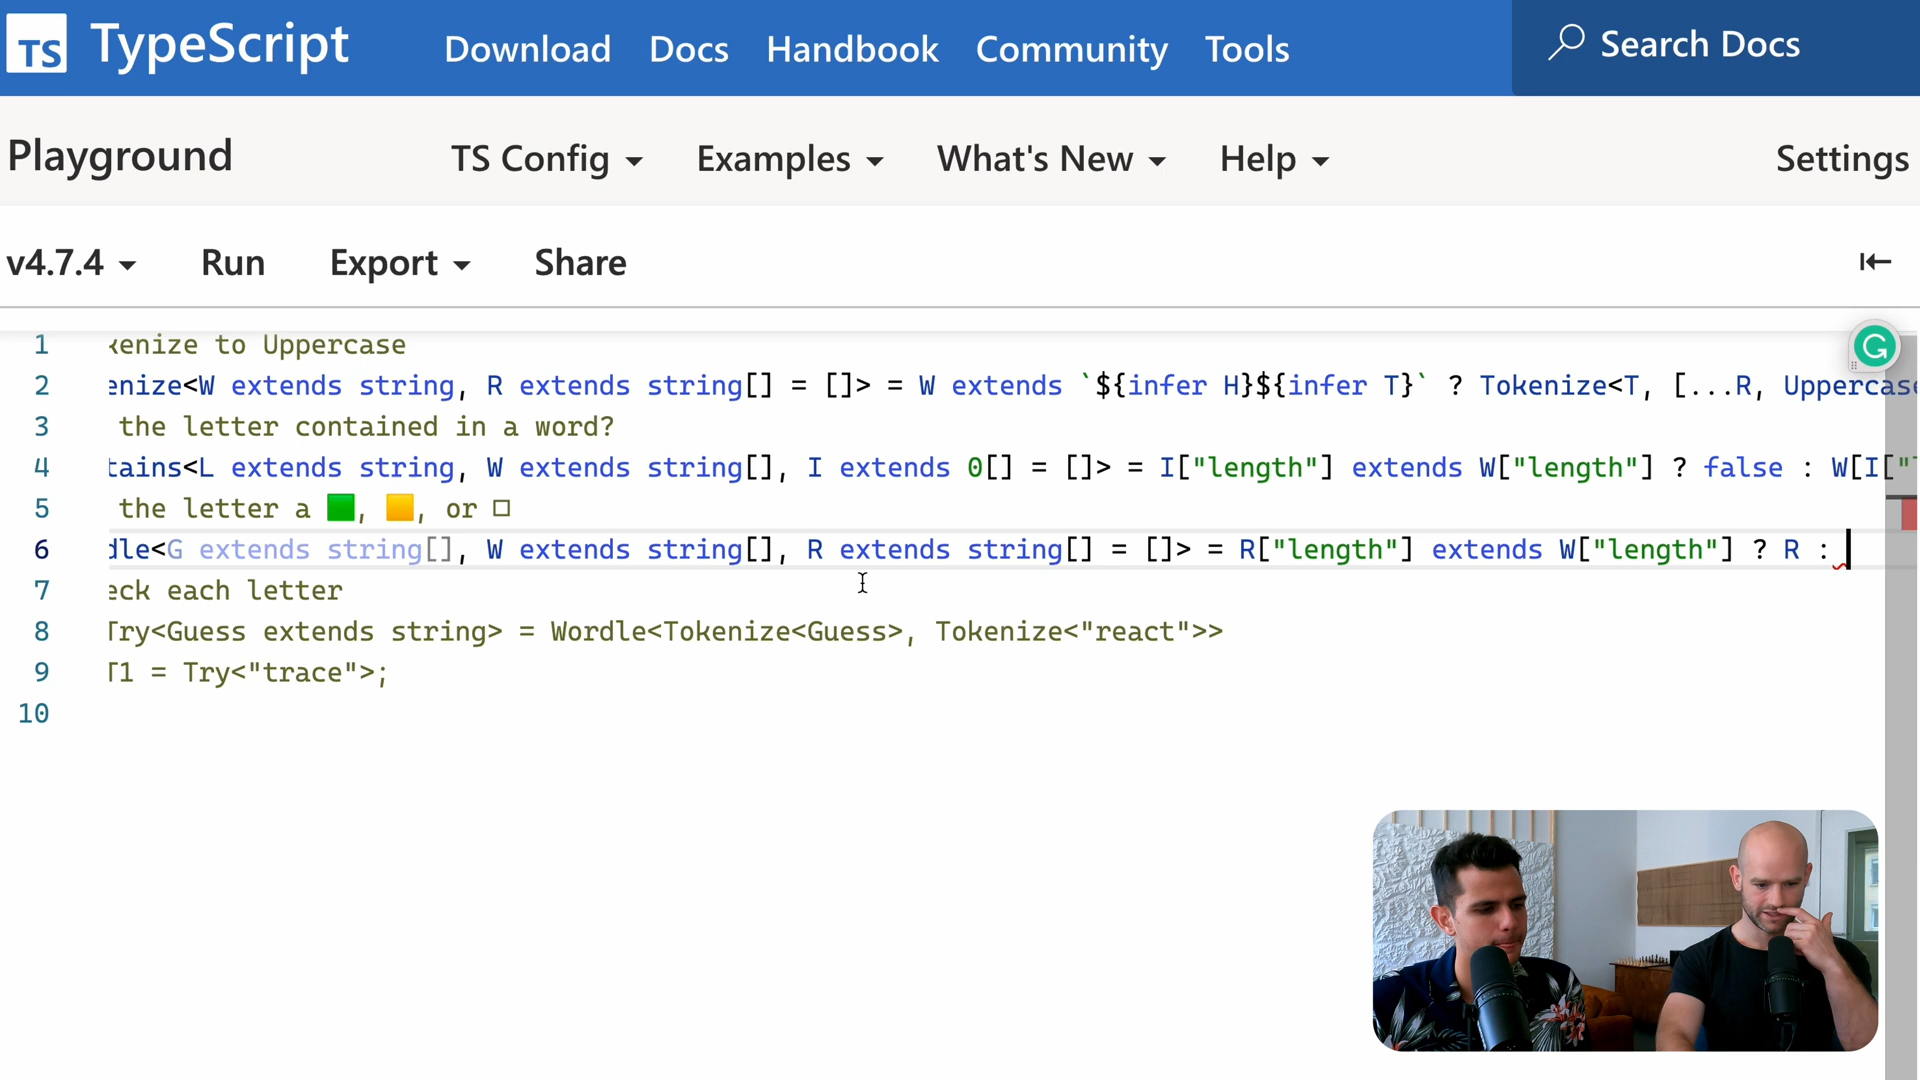 TS TypeScript Download Docs Handbook Community Tools Search Docs
Playground TS Config Examples What's New Help Settings
v4.7.4 Run Export Share
1 kenize to Uppercase
2 enize<W extends string, R extends string[] = []> = W extends `${infer H}${infer T}` ? Tokenize<T, [...R, Uppercase
3 the letter contained in a word?
4 tains<L extends string, W extends string[], I extends 0[] = []> = I["length"] extends W["length"] ? false : W[I["l
5 the letter a 🟩, 🟨, or ◻
6 dle<G extends string[], W extends string[], R extends string[] = []> = R["length"] extends W["length"] ? R :
7 eck each letter
8 Try<Guess extends string> = Wordle<Tokenize<Guess>, Tokenize<"react">>
9 T1 = Try<"trace">;
10